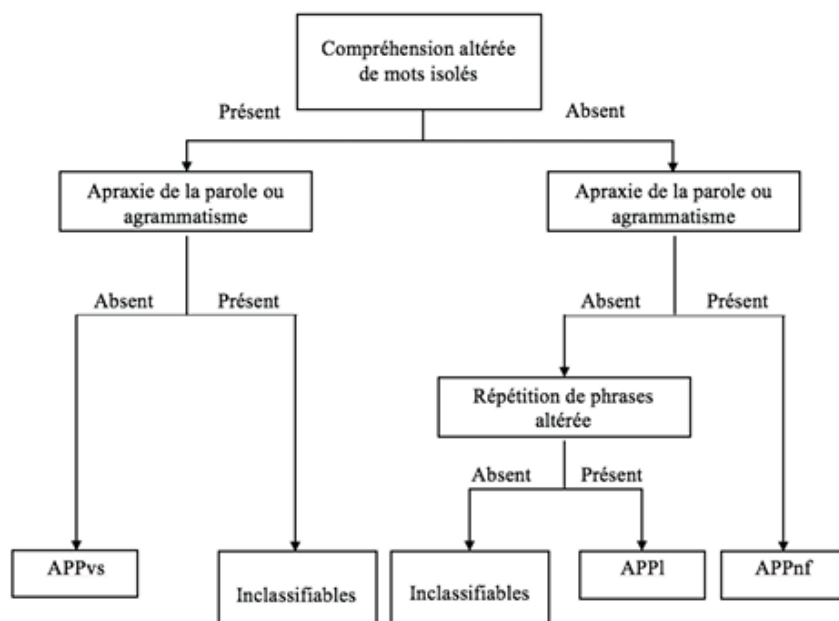 Compréhension altérée
de mots isolés
Présent
Absent
Apraxie de la parole ou
agrammatisme
Apraxie de la parole ou
agrammatisme
Absent
Présent
Absent
Présent
Répétition de phrases
altérée
Absent
Présent
APPvs
Inclassifiables
Inclassifiables
APPl
APPnf